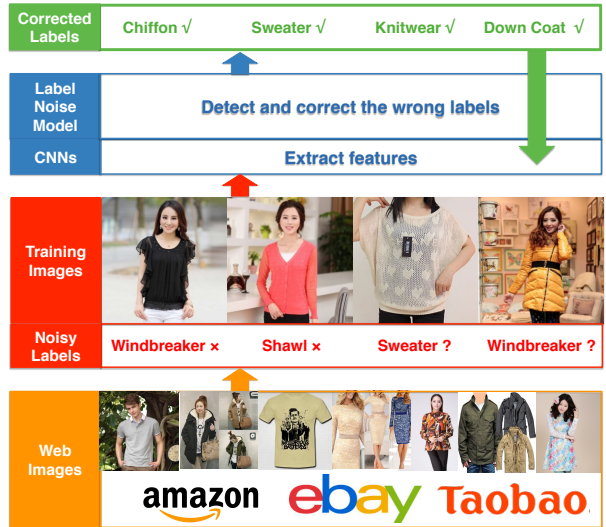 Corrected
Labels
Chiffon √ Sweater √ Knitwear √ Down Coat √
Label
Noise
Model
Detect and correct the wrong labels
CNNs
Extract features
Training
Images
Noisy
Labels
Windbreaker × Shawl × Sweater ? Windbreaker ?
Web
Images
amazon ebay Taobao